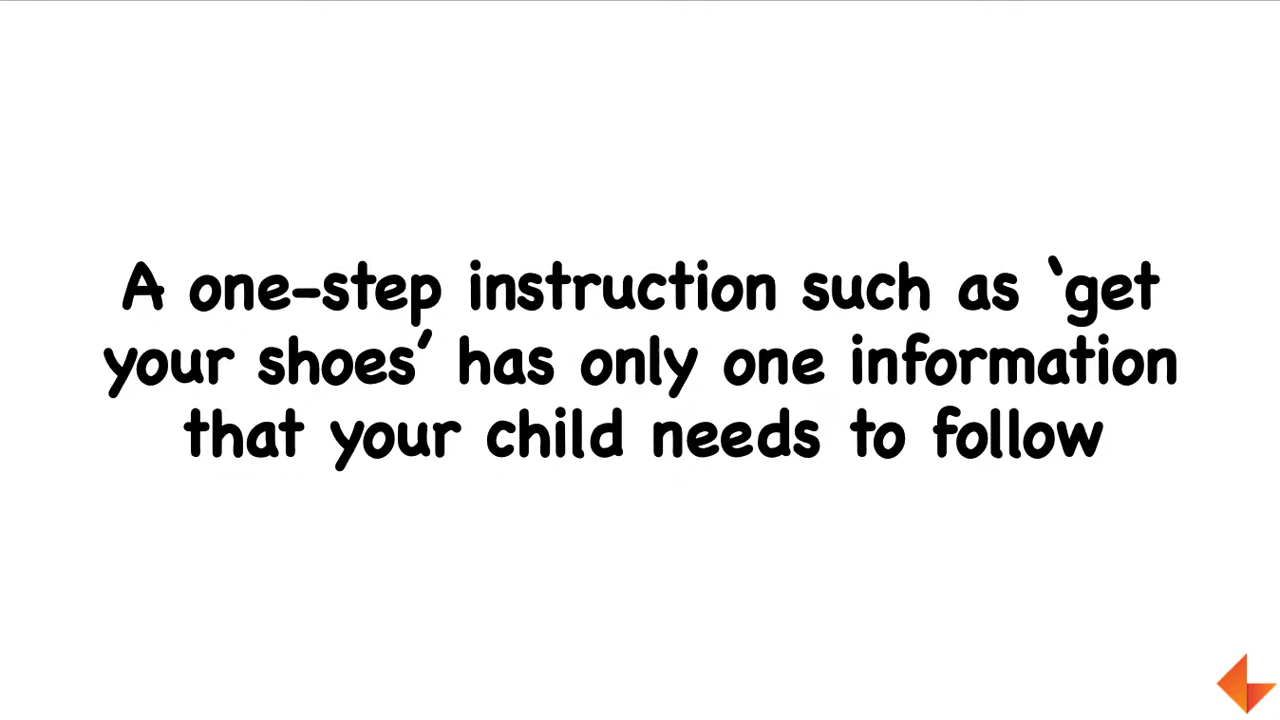 A one-step instruction such as ‘get
your shoes’ has only one information
that your child needs to follow